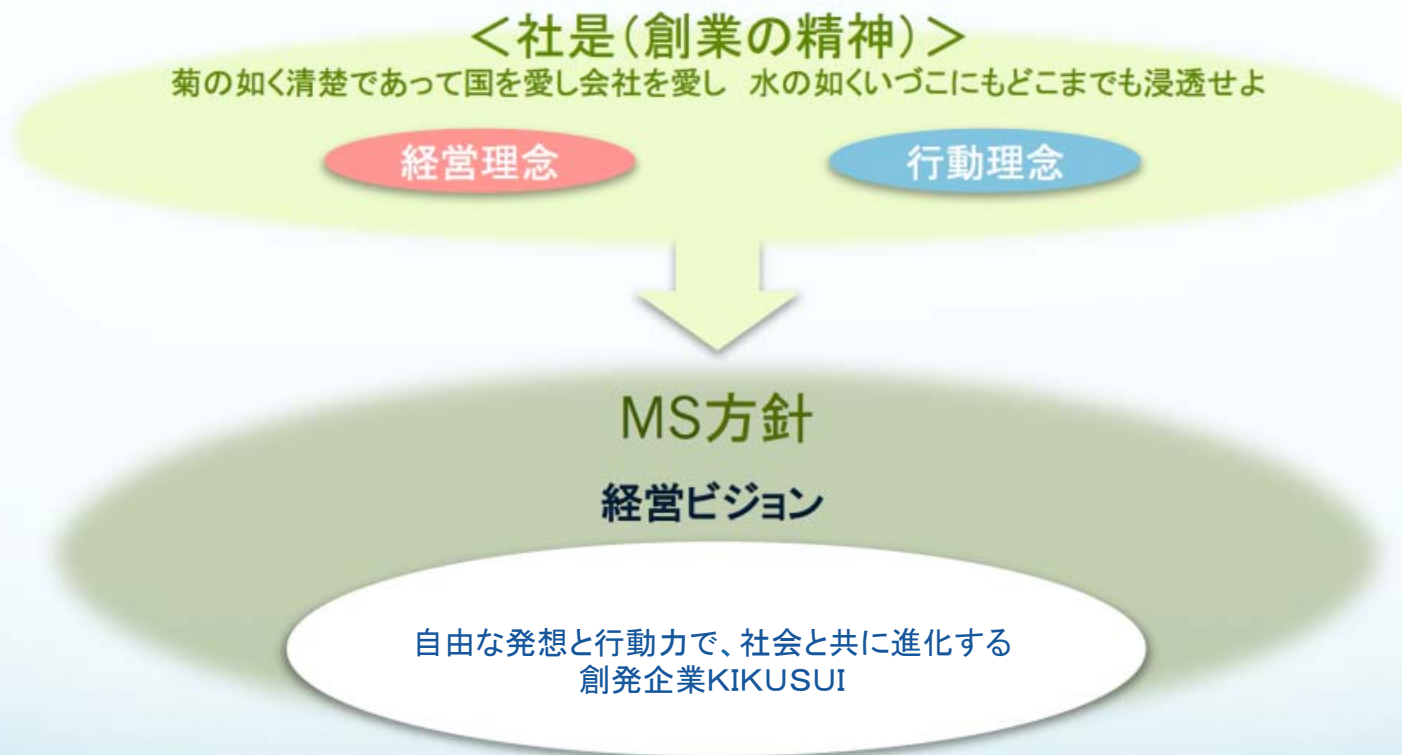 ＜社是（創業の精神）＞
菊の如く清楚であって国を愛し会社を愛し　水の如くいづこにもどこまでも浸透せよ
経営理念
行動理念
MS方針
経営ビジョン
自由な発想と行動力で、社会と共に進化する
創発企業KIKUSUI